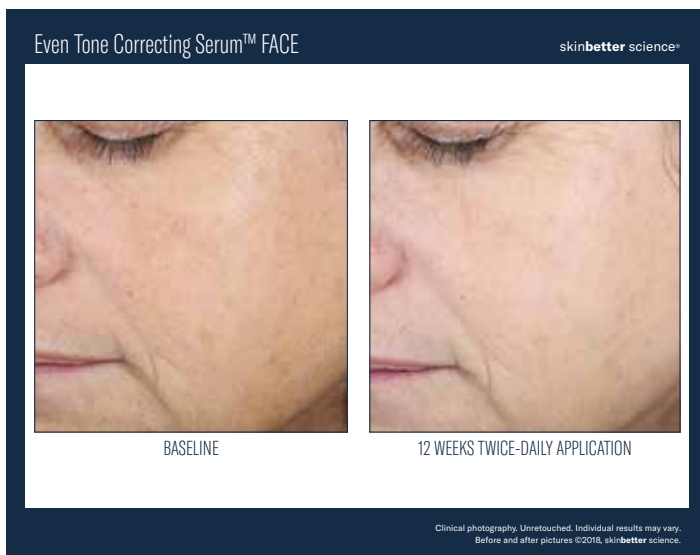 Even Tone Correcting Serum™ FACE
skinbetter science®
BASELINE
12 WEEKS TWICE-DAILY APPLICATION
Clinical photography. Unretouched. Individual results may vary.
Before and after pictures ©2018, skinbetter science.